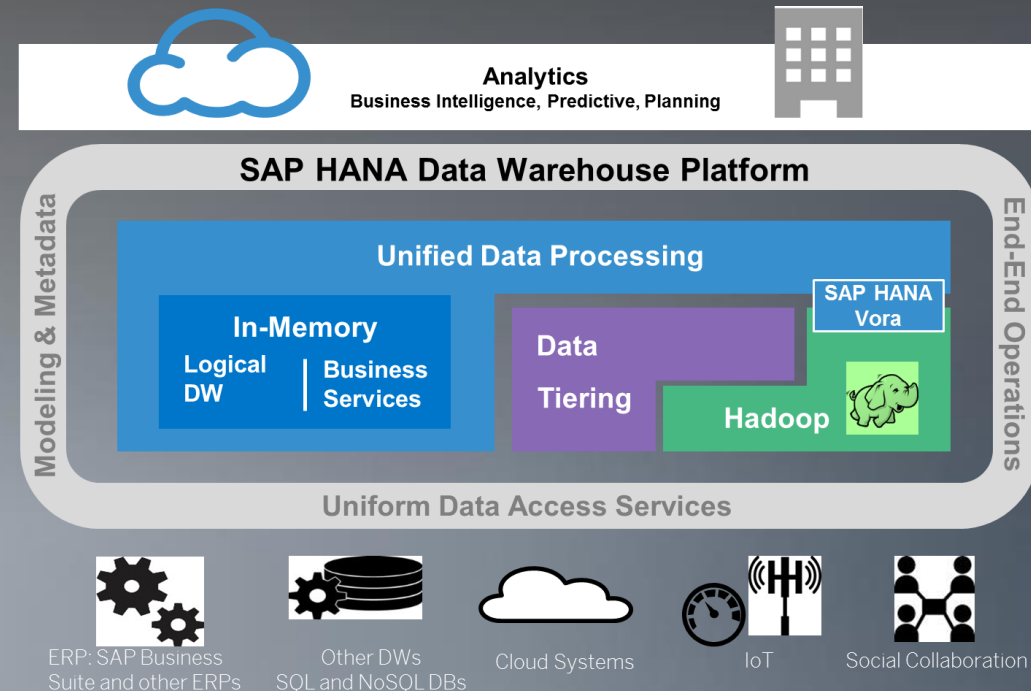 Analytics
Business Intelligence, Predictive, Planning
SAP HANA Data Warehouse Platform
Modeling & Metadata
End-End Operations
Unified Data Processing
SAP HANA
Vora
In-Memory
Logical
DW
Business
Services
Data
Tiering
Hadoop
Uniform Data Access Services
ERP: SAP Business
Suite and other ERPs
Other DWs
SQL and NoSQL DBs
Cloud Systems
IoT
Social Collaboration